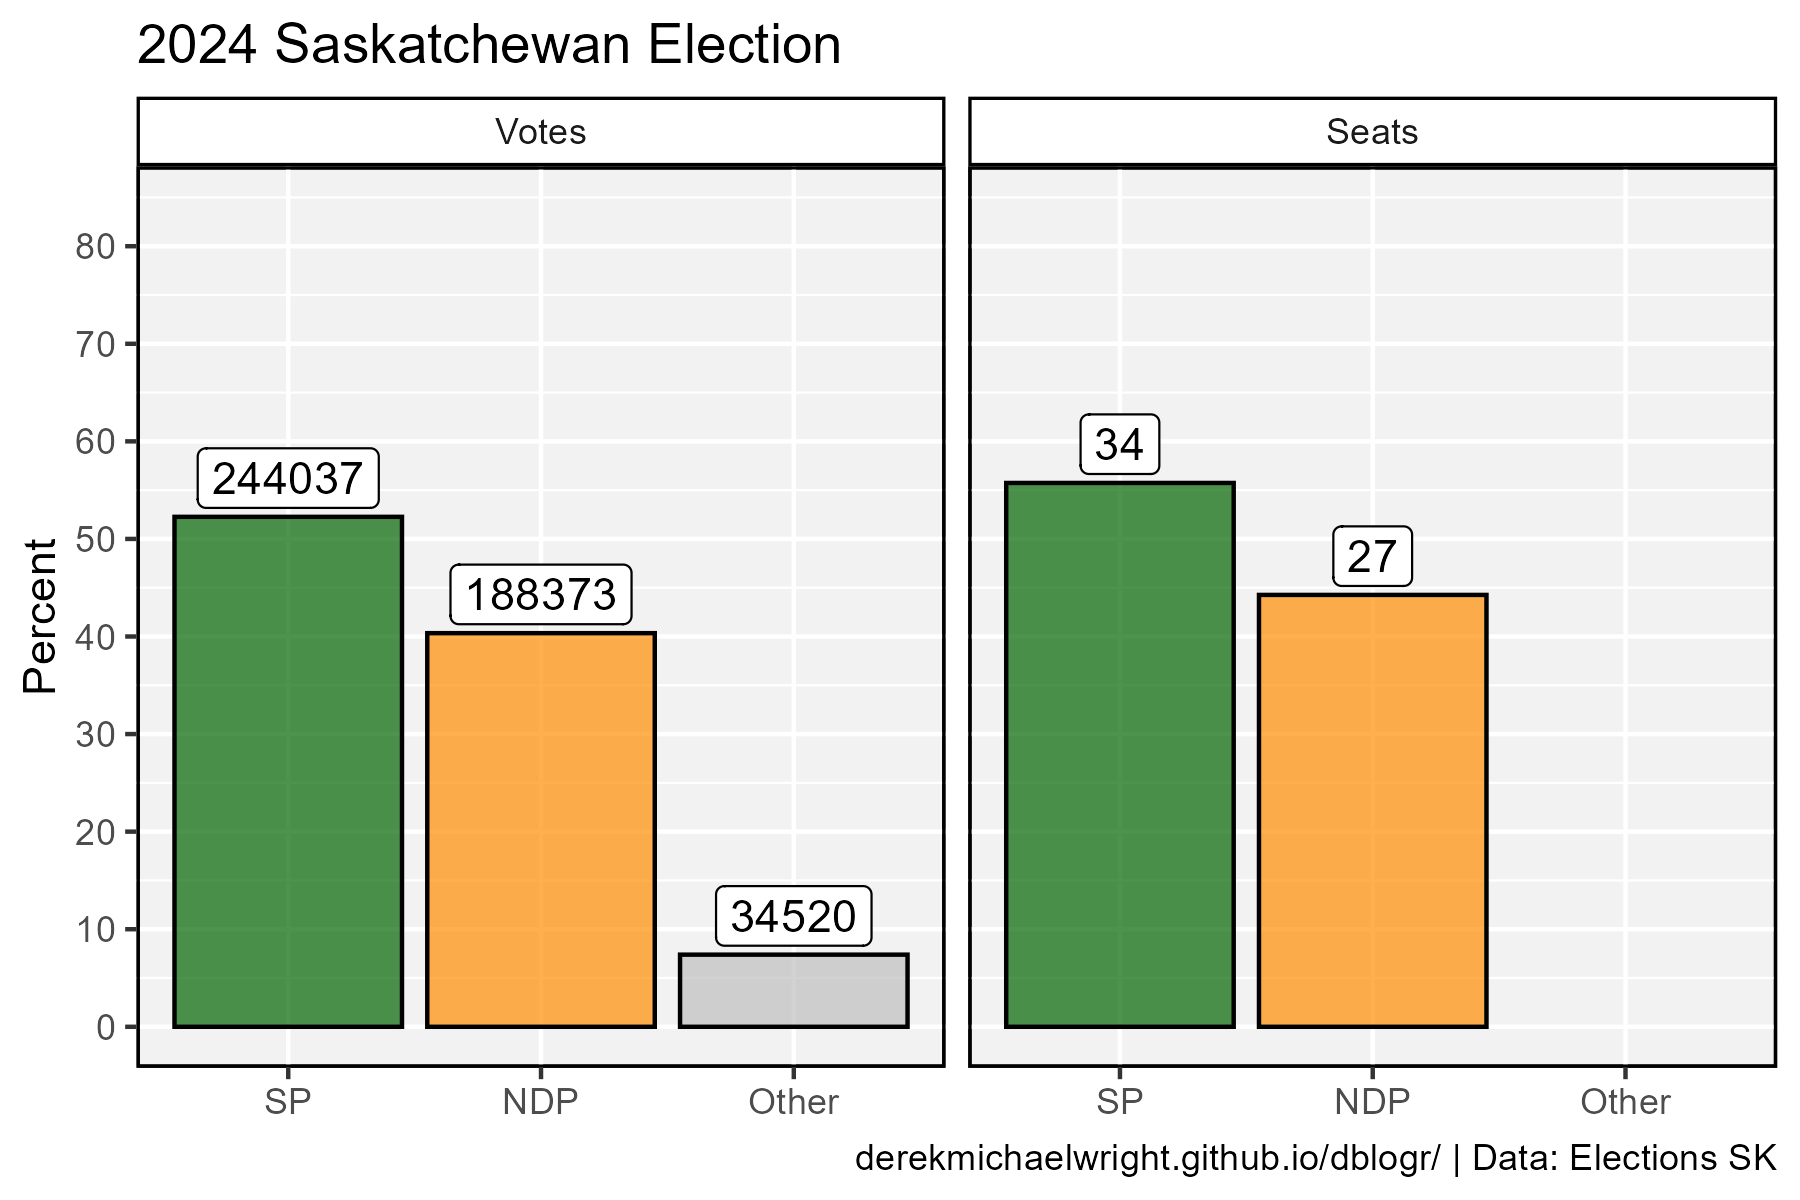 2024 Saskatchewan Election
Votes
Seats
Percent
80
70
60
50
40
30
20
10
0
244037
188373
34520
34
27
SP NDP Other
SP NDP Other
derekmichaelwright.github.io/dblogr/ | Data: Elections SK